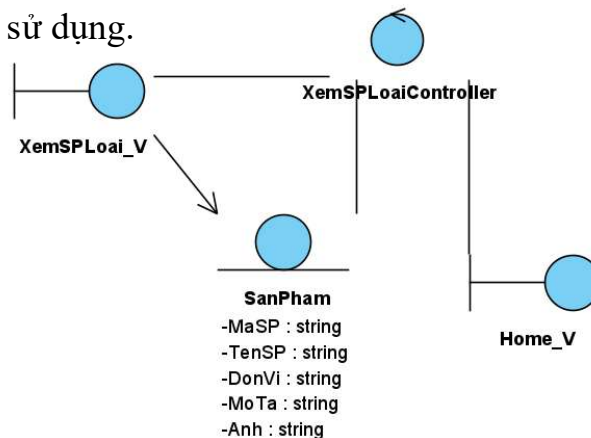 sử dụng.
XemSPLoaiController
XemSPLoai_V
SanPham
-MaSP : string
-TenSP : string
-DonVi : string
-MoTa : string
-Anh : string
Home_V